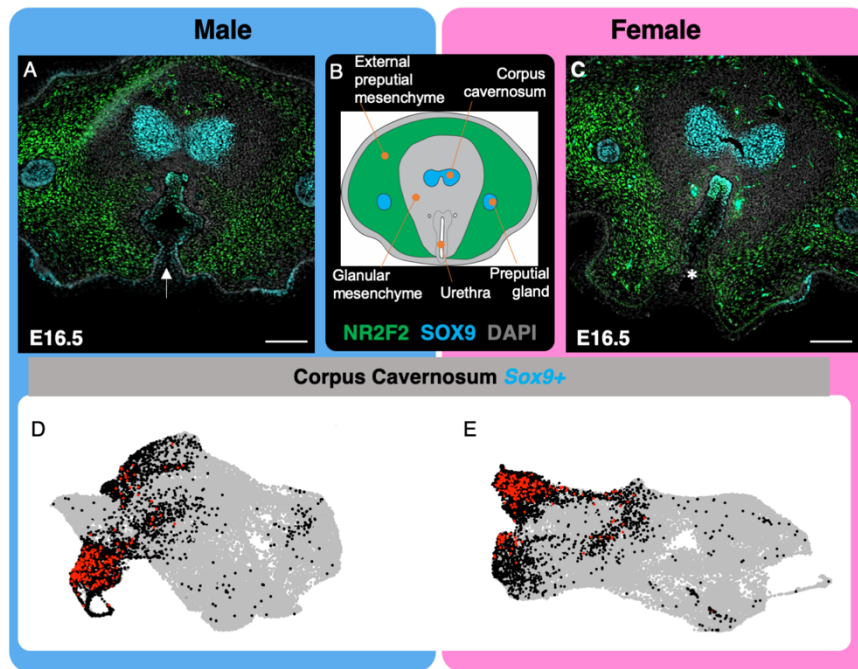 Male
Female
A
B
C
External
preputial
mesenchyme
Corpus
cavernosum
Glanular
mesenchyme
Urethra
Preputial
gland
NR2F2 SOX9 DAPI
*
E16.5
E16.5
Corpus Cavernosum Sox9+
D
E